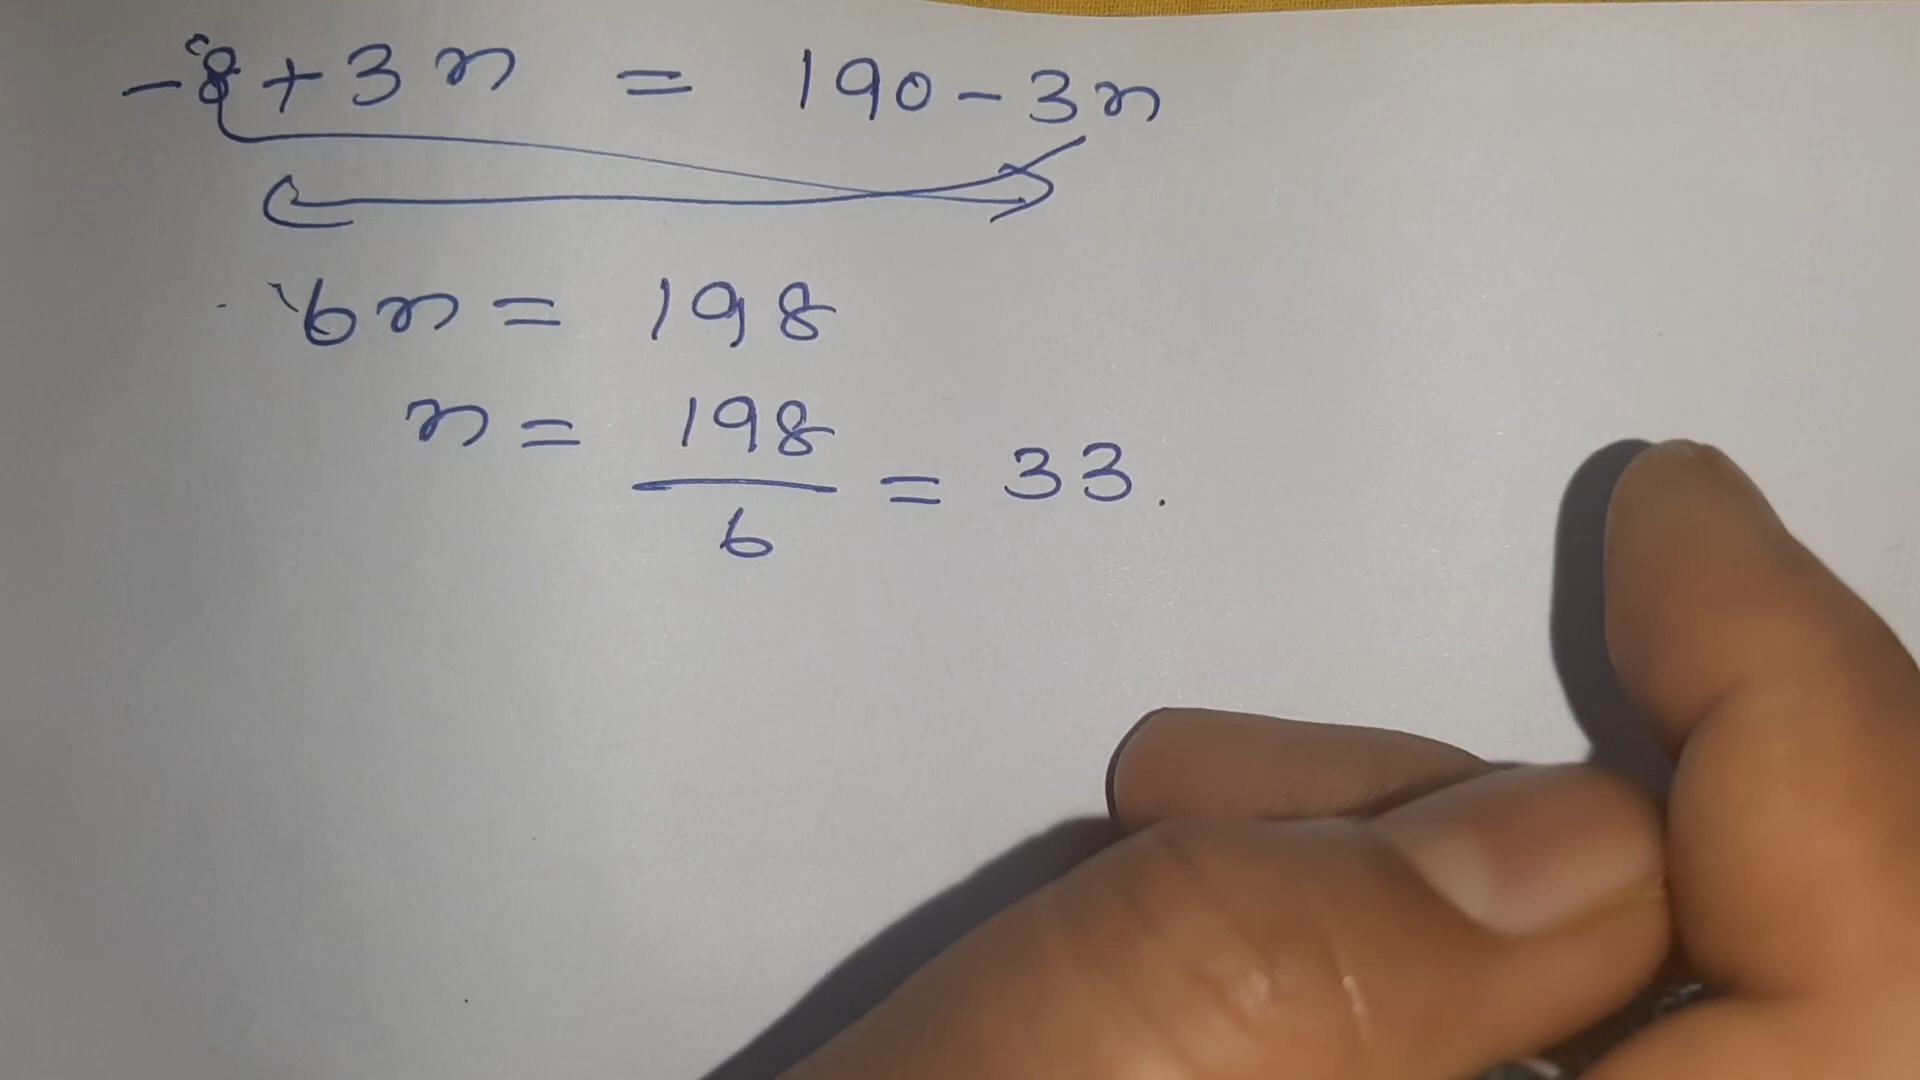 -8+3n = 190-3n
6n = 198
n = 198/6 = 33.